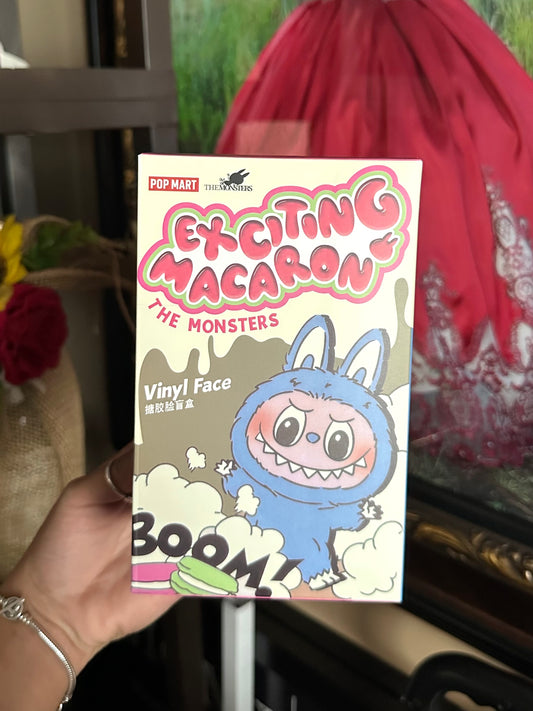 POP MART
THE MONSTERS
EXCITING
MACARON
THE MONSTERS
Vinyl Face
搪胶脸盲盒
BOOM!